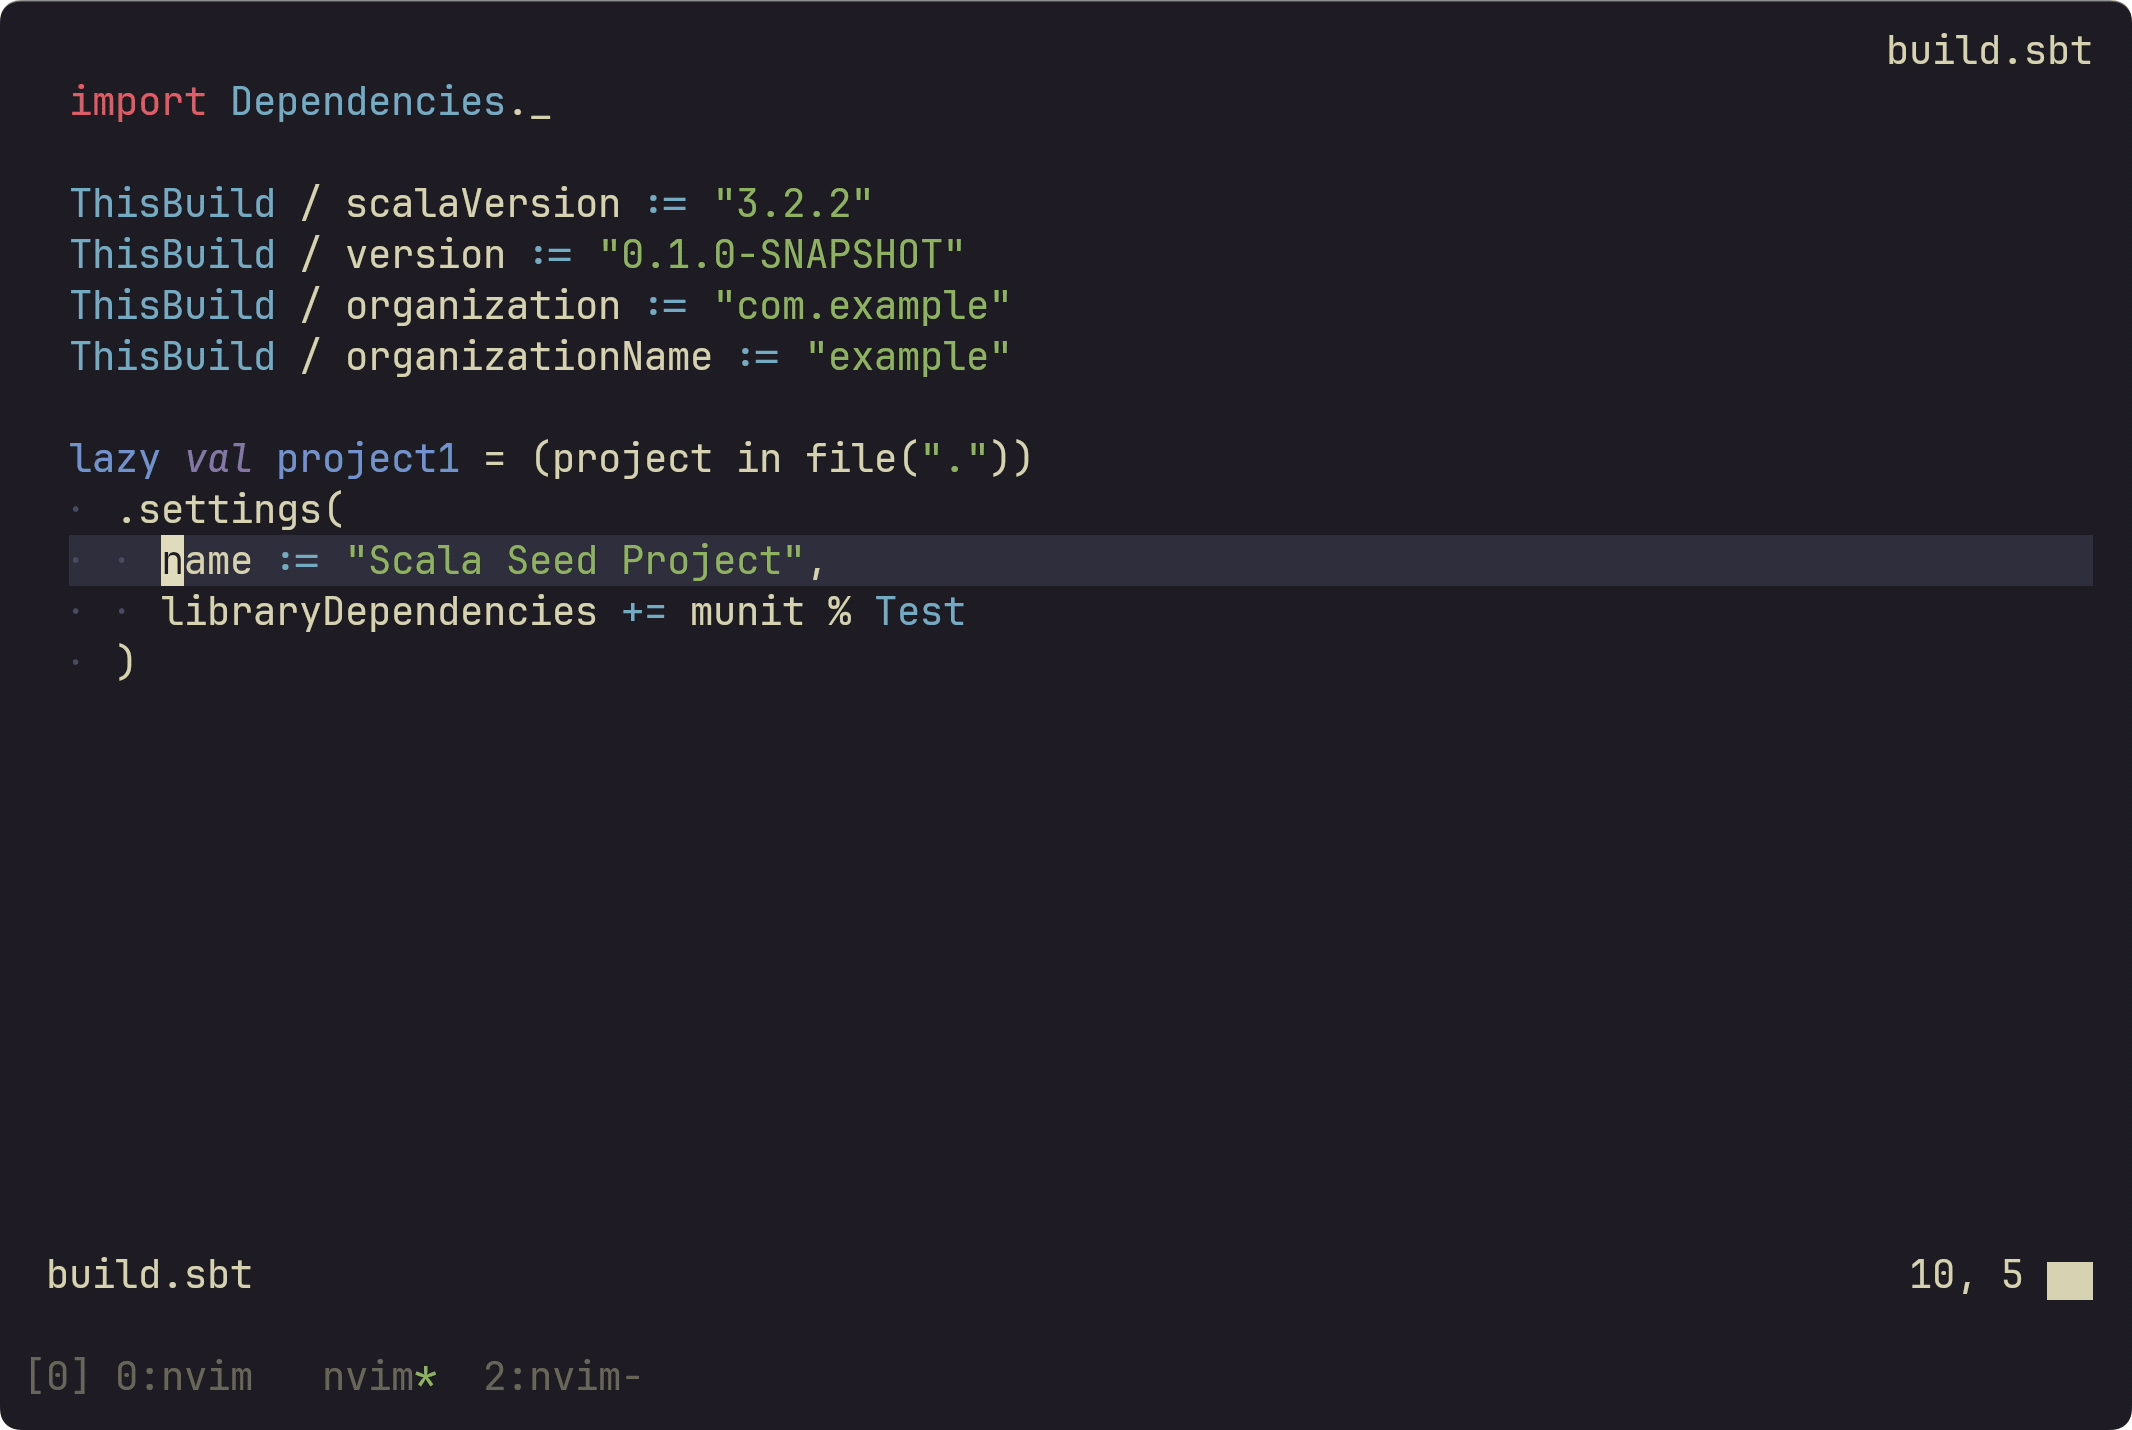 build.sbt
import Dependencies._
ThisBuild / scalaVersion := "3.2.2"
ThisBuild / version := "0.1.0-SNAPSHOT"
ThisBuild / organization := "com.example"
ThisBuild / organizationName := "example"
lazy val project1 = (project in file("."))
· .settings(
· · name := "Scala Seed Project",
· · libraryDependencies += munit % Test
· )
build.sbt 10, 5
[0] 0:nvim nvim* 2:nvim-